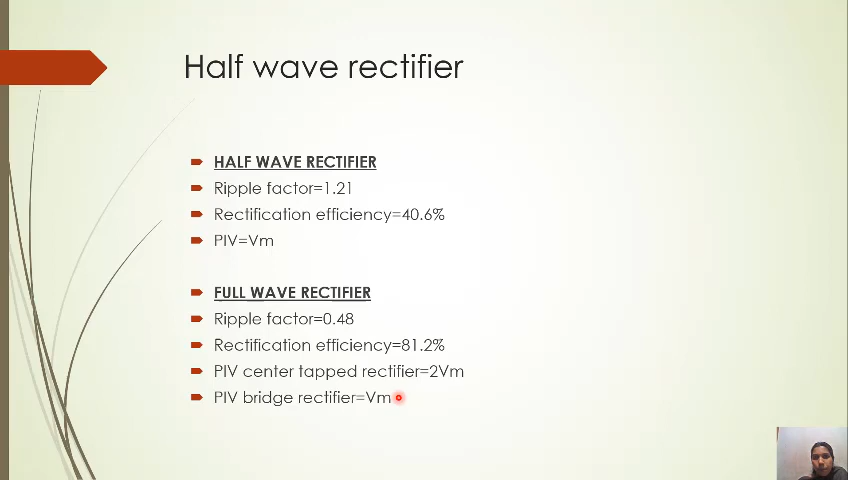 Half wave rectifier
HALF WAVE RECTIFIER
Ripple factor=1.21
Rectification efficiency=40.6%
PIV=Vm
FULL WAVE RECTIFIER
Ripple factor=0.48
Rectification efficiency=81.2%
PIV center tapped rectifier=2Vm
PIV bridge rectifier=Vm